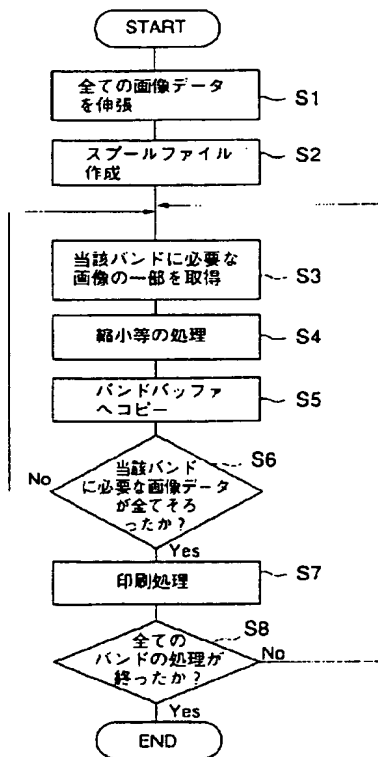 START
全ての画像データ
を伸張
S1
スプールファイル
作成
S2
当該バンドに必要な
画像の一部を取得
S3
縮小等の処理
S4
バンドバッファ
へコピー
S5
当該バンド
に必要な画像データ
が全てそろ
ったか?
S6
No
Yes
印刷処理
S7
全ての
バンドの処理が
終ったか?
S8
No
Yes
END